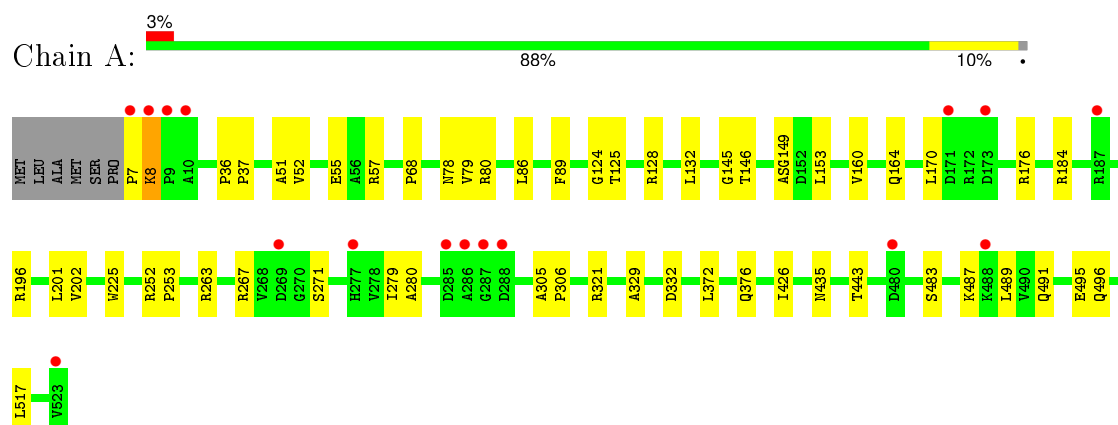 3%
Chain A:
88% 10% •
MET LEU ALA MET SER PRO P7 K8 P9 A10 P36 P37 A51 V52 E55 A56 R57 P68 N78 V79 R80 L86 F89 G124 T125 R128 L132 G145 T146 ASG149 D152 L153 V160 Q164 L170 D171 R172 D173 R176 R184 R187
R196 L201 V202 W225 R252 P253 R263 R267 V268 D269 G270 S271 H277 V278 I279 A280 D285 A286 G287 D288 A305 P306 R321 A329 D332 L372 Q376 I426 N435 T443 D480 S483 K487 K488 L489 V490 Q491 E495 Q496
L517 V523